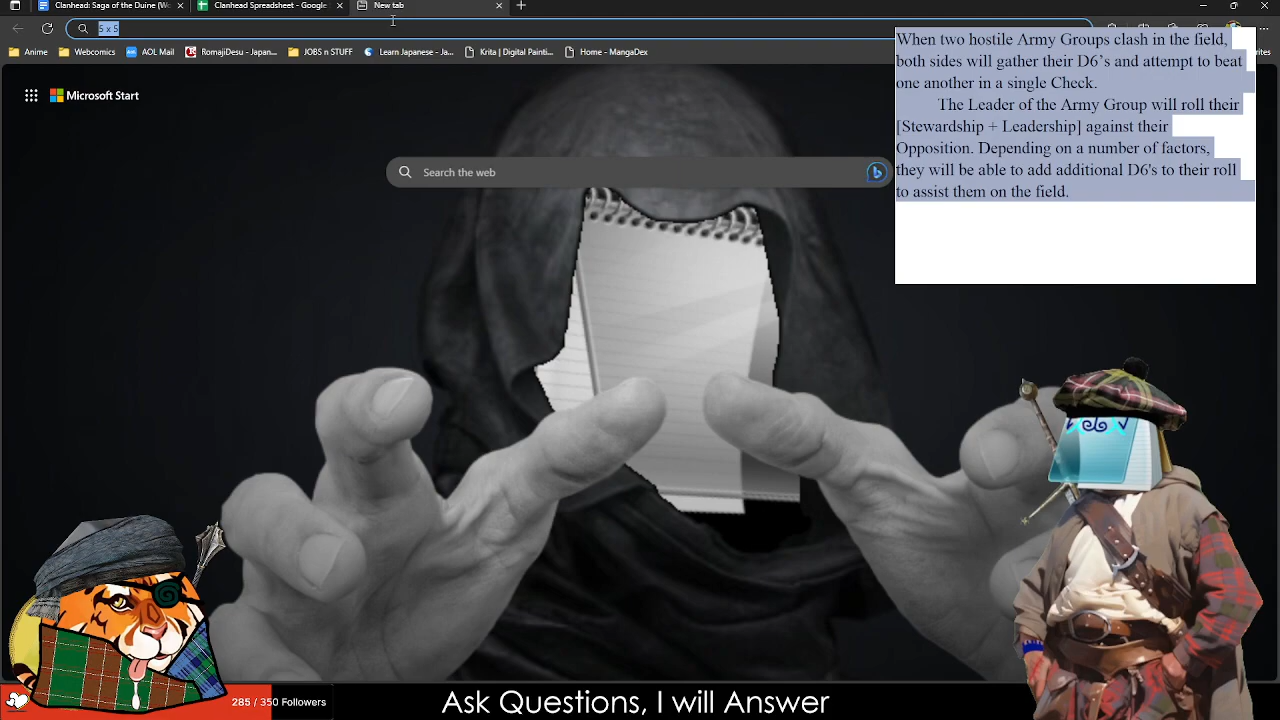 Clanhead: Saga of the Duine (W
Clanhead Spreadsheet - Google
New tab
5 x 5
Anime
Webcomics
Aol.
AOL Mail
RomajiDesu - Japan...
JOBS n STUFF
Learn Japanese - Ja...
Krita | Digital Paintin...
Home - MangaDex
Microsoft Start
Search the web
When two hostile Army Groups clash in the field,
both sides will gather their D6’s and attempt to beat
one another in a single Check.
The Leader of the Army Group will roll their
[Stewardship + Leadership] against their
Opposition. Depending on a number of factors,
they will be able to add additional D6's to their roll
to assist them on the field.
285 / 350 Followers
Ask Questions, I will Answer